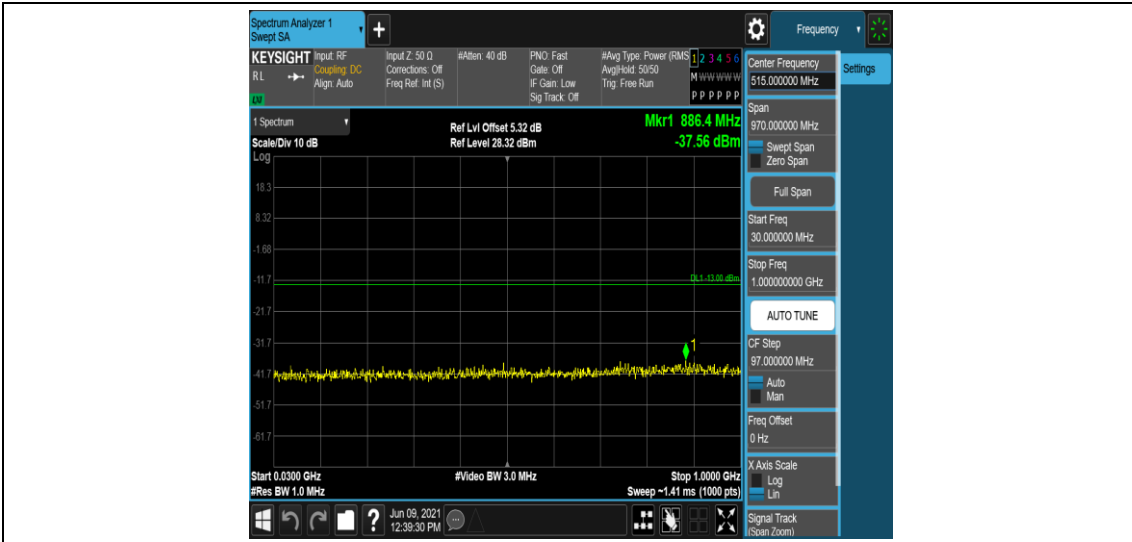 Spectrum Analyzer 1
Swept SA
+
Frequency
KEYSIGHT
RL
LXI
Input: RF
Coupling: DC
Align: Auto
Input Z: 50 Ω
Corrections: Off
Freq Ref: Int (S)
#Atten: 40 dB
PNO: Fast
Gate: Off
IF Gain: Low
Sig Track: Off
#Avg Type: Power (RMS
Avg|Hold: 50/50
Trig: Free Run
1 2 3 4 5 6
M W W W W W
P P P P P P
Center Frequency
515.000000 MHz
Settings
Span
970.000000 MHz
Swept Span
Zero Span
Full Span
Start Freq
30.000000 MHz
Stop Freq
1.000000000 GHz
AUTO TUNE
CF Step
97.000000 MHz
Auto
Man
Freq Offset
0 Hz
X Axis Scale
Log
Lin
Signal Track
(Span Zoom)
1 Spectrum
Scale/Div 10 dB
Log
Ref Lvl Offset 5.32 dB
Ref Level 28.32 dBm
Mkr1 886.4 MHz
-37.56 dBm
18.3
8.32
-1.68
-11.7
DL1 -13.00 dBm
-21.7
-31.7
1
-41.7
-51.7
-61.7
Start 0.0300 GHz
#Res BW 1.0 MHz
#Video BW 3.0 MHz
Stop 1.0000 GHz
Sweep ~1.41 ms (1000 pts)
?
Jun 09, 2021
12:39:30 PM